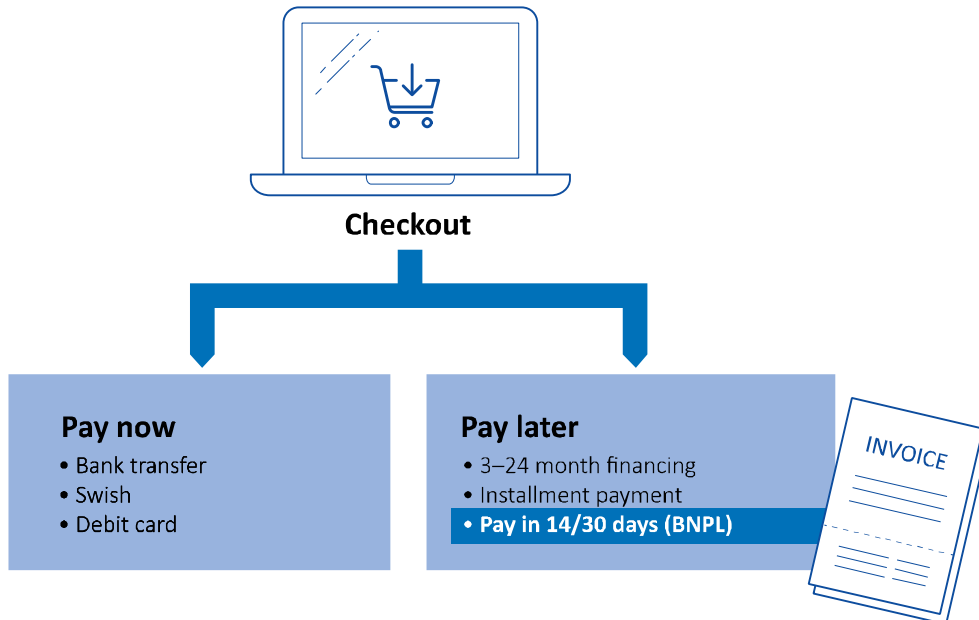 Checkout
Pay now
• Bank transfer
• Swish
• Debit card
Pay later
• 3–24 month financing
• Installment payment
• Pay in 14/30 days (BNPL)
INVOICE